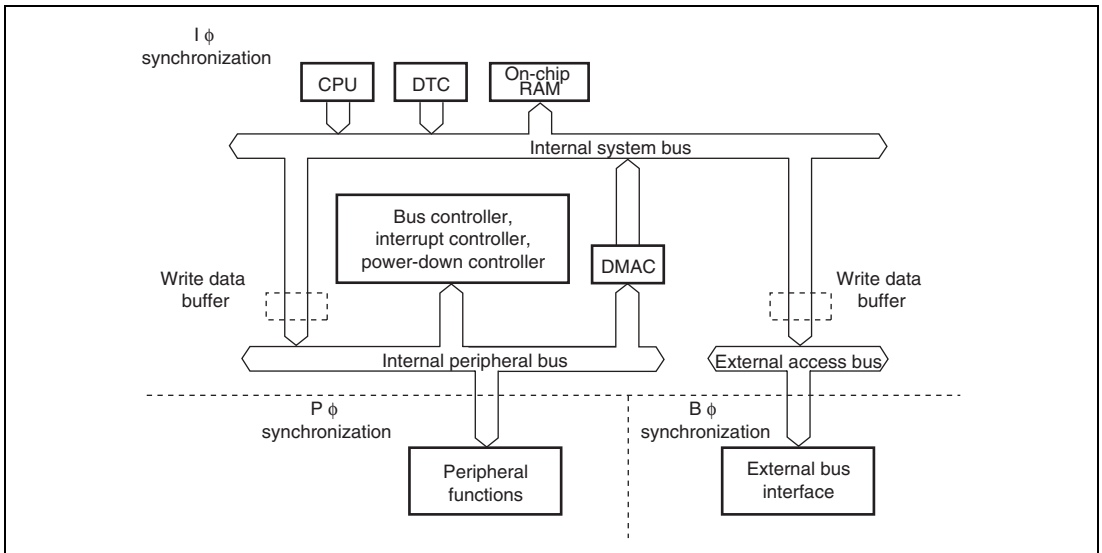 I ϕ
synchronization
CPU
DTC
On-chip
RAM
Internal system bus
Bus controller,
interrupt controller,
power-down controller
DMAC
Write data
buffer
Write data
buffer
Internal peripheral bus
External access bus
P ϕ
synchronization
B ϕ
synchronization
Peripheral
functions
External bus
interface